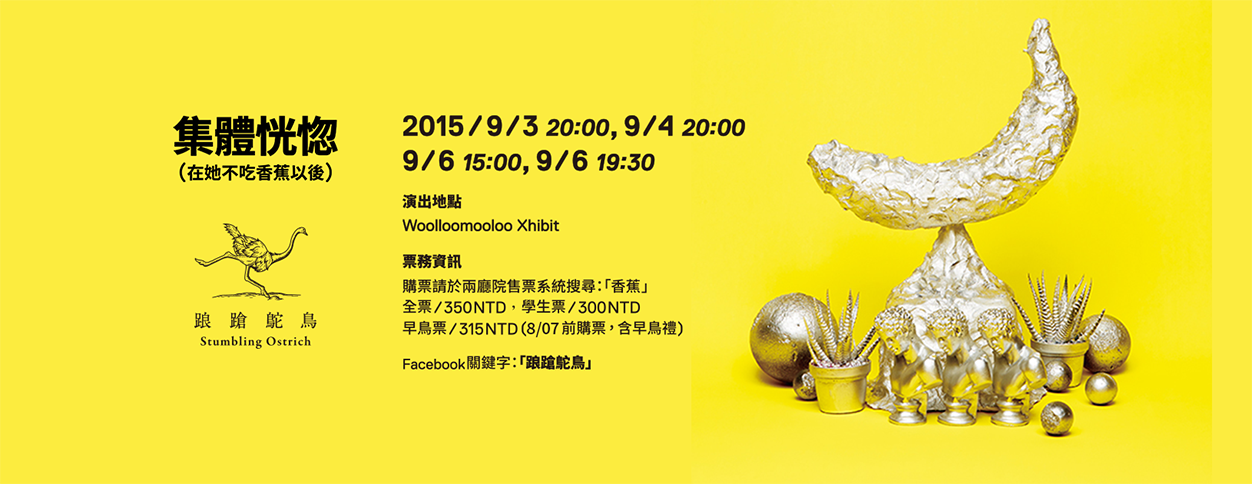 集體恍惚
（在她不吃香蕉以後）
踉蹌鴕鳥
Stumbling Ostrich
2015/9/3 20:00, 9/4 20:00
9/6 15:00, 9/6 19:30
演出地點
Woolloomooloo Xhibit
票務資訊
購票請於兩廳院售票系統搜尋：「香蕉」
全票/350NTD，學生票/300NTD
早鳥票/315NTD（8/07前購票，含早鳥禮）
Facebook關鍵字：「踉蹌鴕鳥」